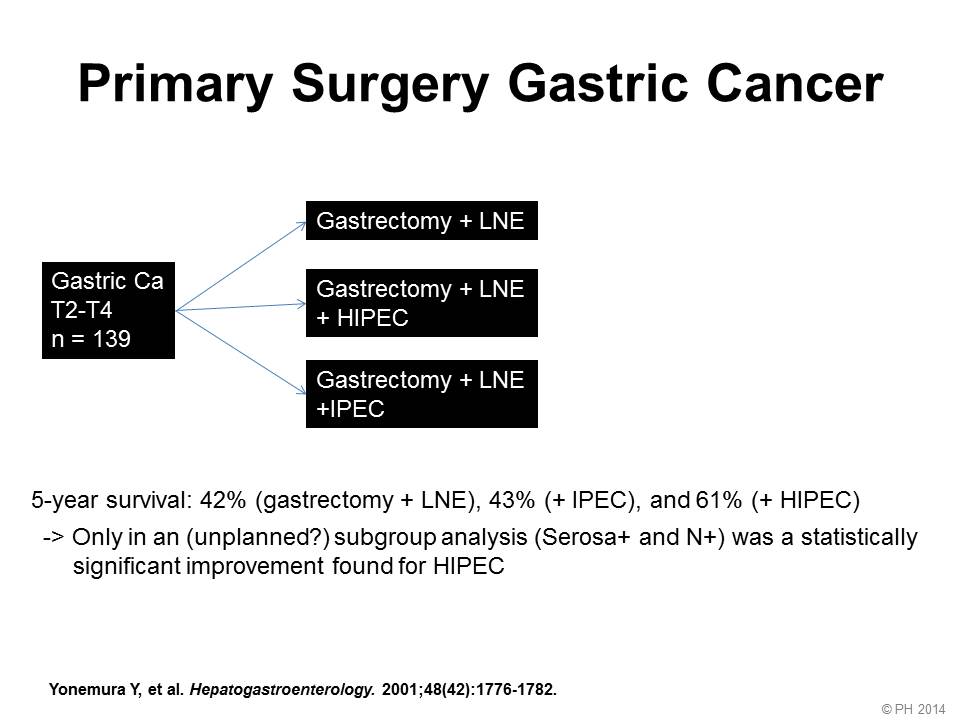 Primary Surgery Gastric Cancer
Gastric Ca
T2-T4
n = 139
Gastrectomy + LNE
Gastrectomy + LNE
+ HIPEC
Gastrectomy + LNE
+IPEC
5-year survival: 42% (gastrectomy + LNE), 43% (+ IPEC), and 61% (+ HIPEC)
-> Only in an (unplanned?) subgroup analysis (Serosa+ and N+) was a statistically
significant improvement found for HIPEC
Yonemura Y, et al. Hepatogastroenterology. 2001;48(42):1776-1782.
© PH 2014